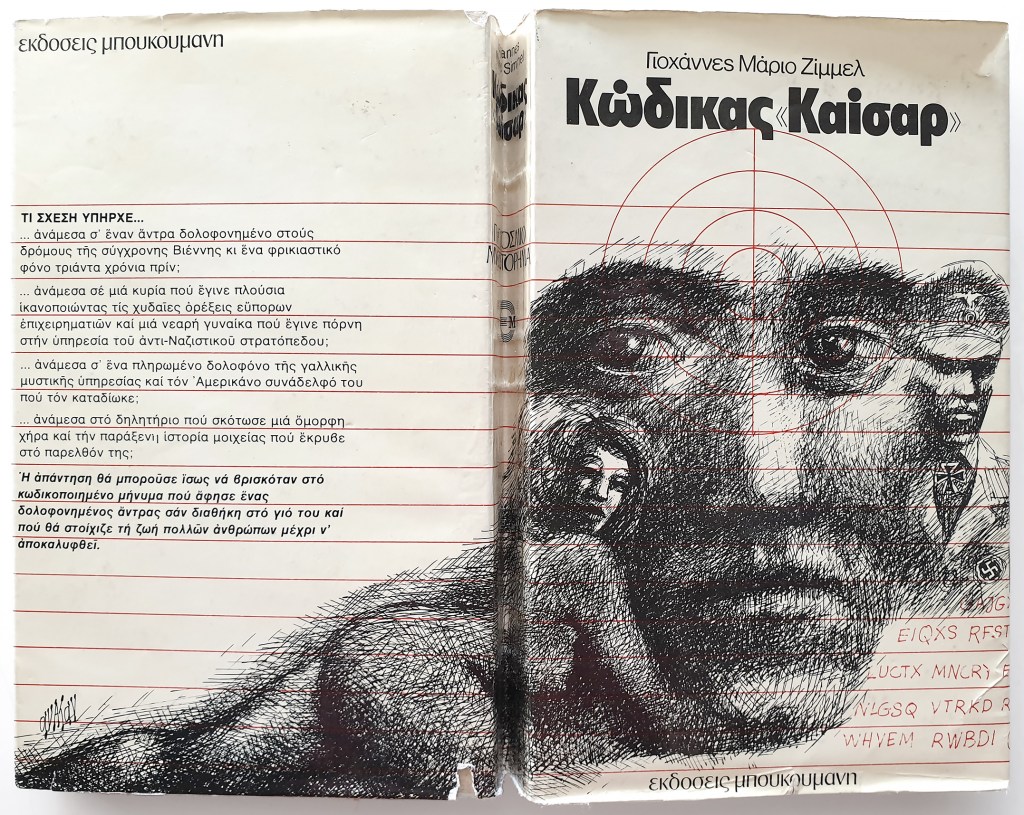 εκδοσεις μπουκουμανη
ΤΙ ΣΧΕΣΗ ΥΠΗΡΧΕ...
... ἀνάμεσα σ' ἕναν ἄντρα δολοφονημένο στούς
δρόμους τῆς σύγχρονης Βιέννης κι ἕνα φρικιαστικό
φόνο τριάντα χρόνια πρίν;
... ἀνάμεσα σέ μιά κυρία πού ἔγινε πλούσια
ἱκανοποιώντας τίς χυδαῖες ὀρέξεις εὔπορων
ἐπιχειρηματιῶν καί μιά νεαρή γυναίκα πού ἔγινε πόρνη
στήν ὑπηρεσία τοῦ ἀντι-Ναζιστικοῦ στρατόπεδου;
... ἀνάμεσα σ' ἕνα πληρωμένο δολοφόνο τῆς γαλλικῆς
μυστικῆς ὑπηρεσίας καί τόν Ἀμερικάνο συνάδελφό του
πού τόν καταδίωκε;
... ἀνάμεσα στό δηλητήριο πού σκότωσε μιά ὄμορφη
χήρα καί τήν παράξενη ἱστορία μοιχείας πού ἔκρυβε
στό παρελθόν της;
Ἡ ἀπάντηση θά μποροῦσε ἴσως νά βρισκόταν στό
κωδικοποιημένο μήνυμα πού ἄφησε ἕνας
δολοφονημένος ἄντρας σάν διαθήκη στό γιό του καί
πού θά στοίχιζε τή ζωή πολλῶν ἀνθρώπων μέχρι ν'
ἀποκαλυφθεῖ.
Κώδικας
Γιοχάννες Μάριο Ζίμμελ
Κώδικας «Καίσαρ»
EIQXS RFST
LUCTX MNCRY
NLGSQ VTRKD R
WHVEM RWBDI
εκδοσεις μπουκουμανη